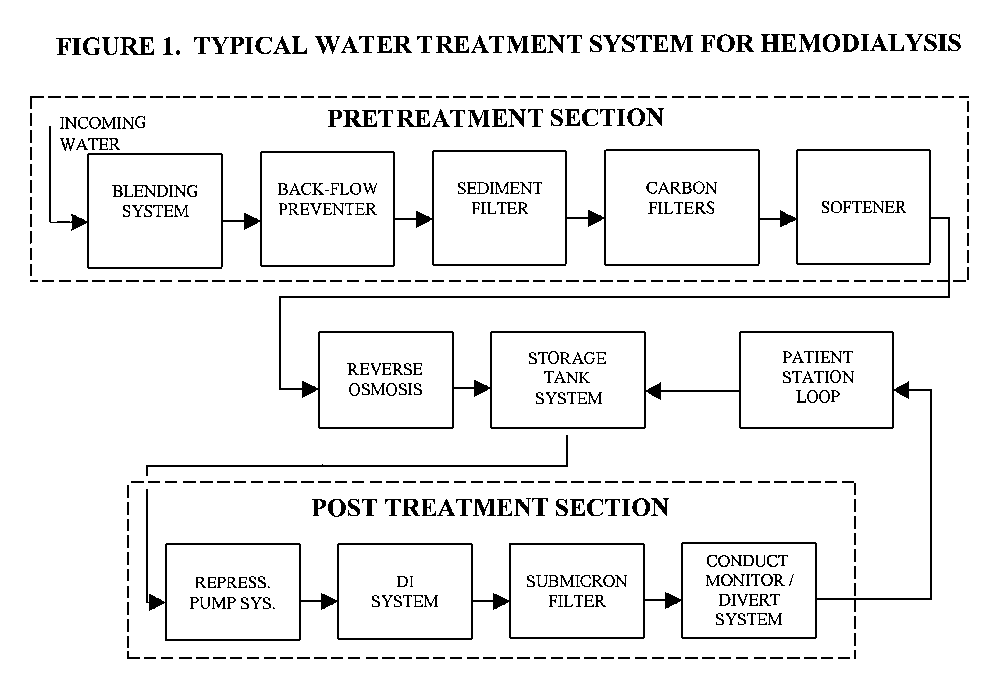 FIGURE 1. TYPICAL WATER TREATMENT SYSTEM FOR HEMODIALYSIS
PRETREATMENT SECTION
INCOMING
WATER
BLENDING
SYSTEM
BACK-FLOW
PREVENTER
SEDIMENT
FILTER
CARBON
FILTERS
SOFTENER
REVERSE
OSMOSIS
STORAGE
TANK
SYSTEM
PATIENT
STATION
LOOP
POST TREATMENT SECTION
REPRESS.
PUMP SYS.
DI
SYSTEM
SUBMICRON
FILTER
CONDUCT
MONITOR /
DIVERT
SYSTEM